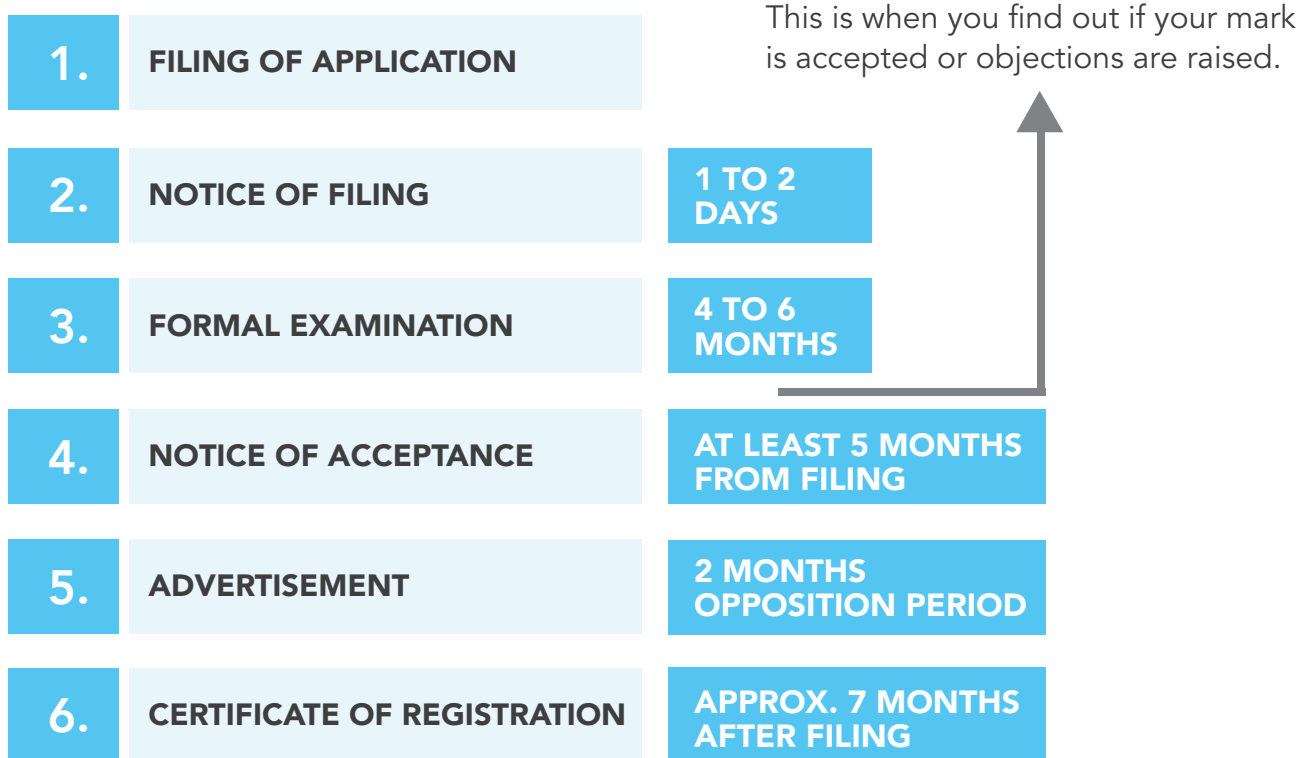 This is when you find out if your mark
is accepted or objections are raised.
1.
FILING OF APPLICATION
2.
NOTICE OF FILING
1 TO 2
DAYS
3.
FORMAL EXAMINATION
4 TO 6
MONTHS
4.
NOTICE OF ACCEPTANCE
AT LEAST 5 MONTHS
FROM FILING
5.
ADVERTISEMENT
2 MONTHS
OPPOSITION PERIOD
6.
CERTIFICATE OF REGISTRATION
APPROX. 7 MONTHS
AFTER FILING